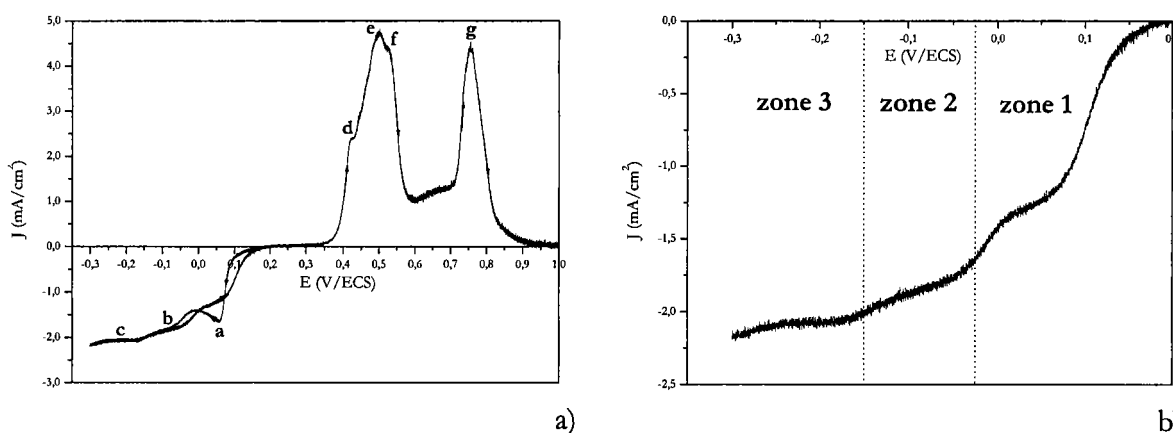 5,0
4,0
3,0
2,0
1,0
0,0
-1,0
-2,0
-3,0
J (mA/cm²)
-0,3
-0,2
-0,1
0,0
0,1
0,2
0,3
0,4
0,5
0,6
0,7
0,8
0,9
1,0
E (V/ECS)
a
b
c
d
e
f
g
a)
0,0
-0,5
-1,0
-1,5
-2,0
-2,5
J (mA/cm²)
-0,3
-0,2
-0,1
0,0
0,1
E (V/ECS)
zone 3
zone 2
zone 1
b